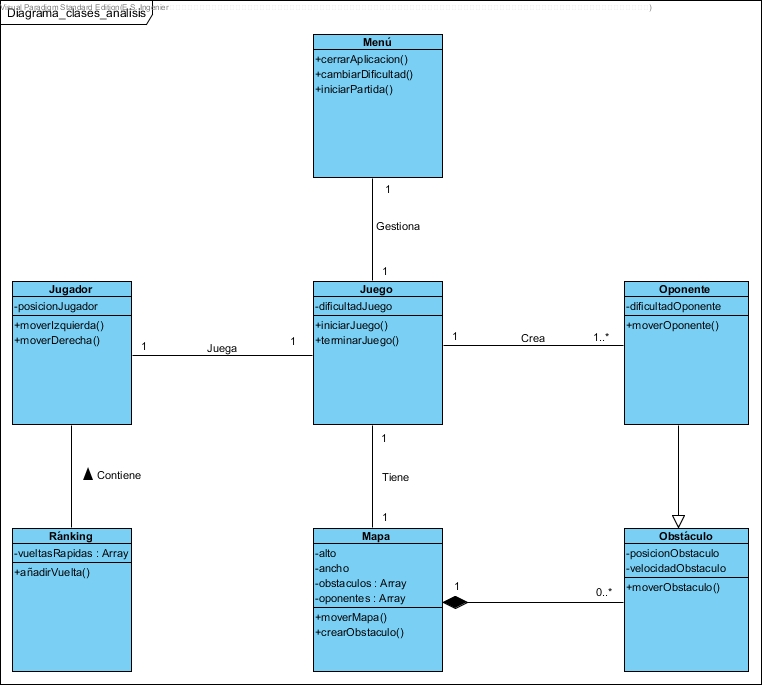 Visual Paradigm Standard Edition(E.S.Ingenier
)
Diagrama_clases_analisis
Menú
+cerrarAplicacion()
+cambiarDificultad()
+iniciarPartida()
1
Gestiona
1
Jugador
-posicionJugador
+moverIzquierda()
+moverDerecha()
1
Juega
1
Juego
-dificultadJuego
+iniciarJuego()
+terminarJuego()
1
Crea
1..*
Oponente
-dificultadOponente
+moverOponente()
Contiene
1
Tiene
1
Ránking
-vueltasRapidas : Array
+añadirVuelta()
Mapa
-alto
-ancho
-obstaculos : Array
-oponentes : Array
+moverMapa()
+crearObstaculo()
1
0..*
Obstáculo
-posicionObstaculo
-velocidadObstaculo
+moverObstaculo()